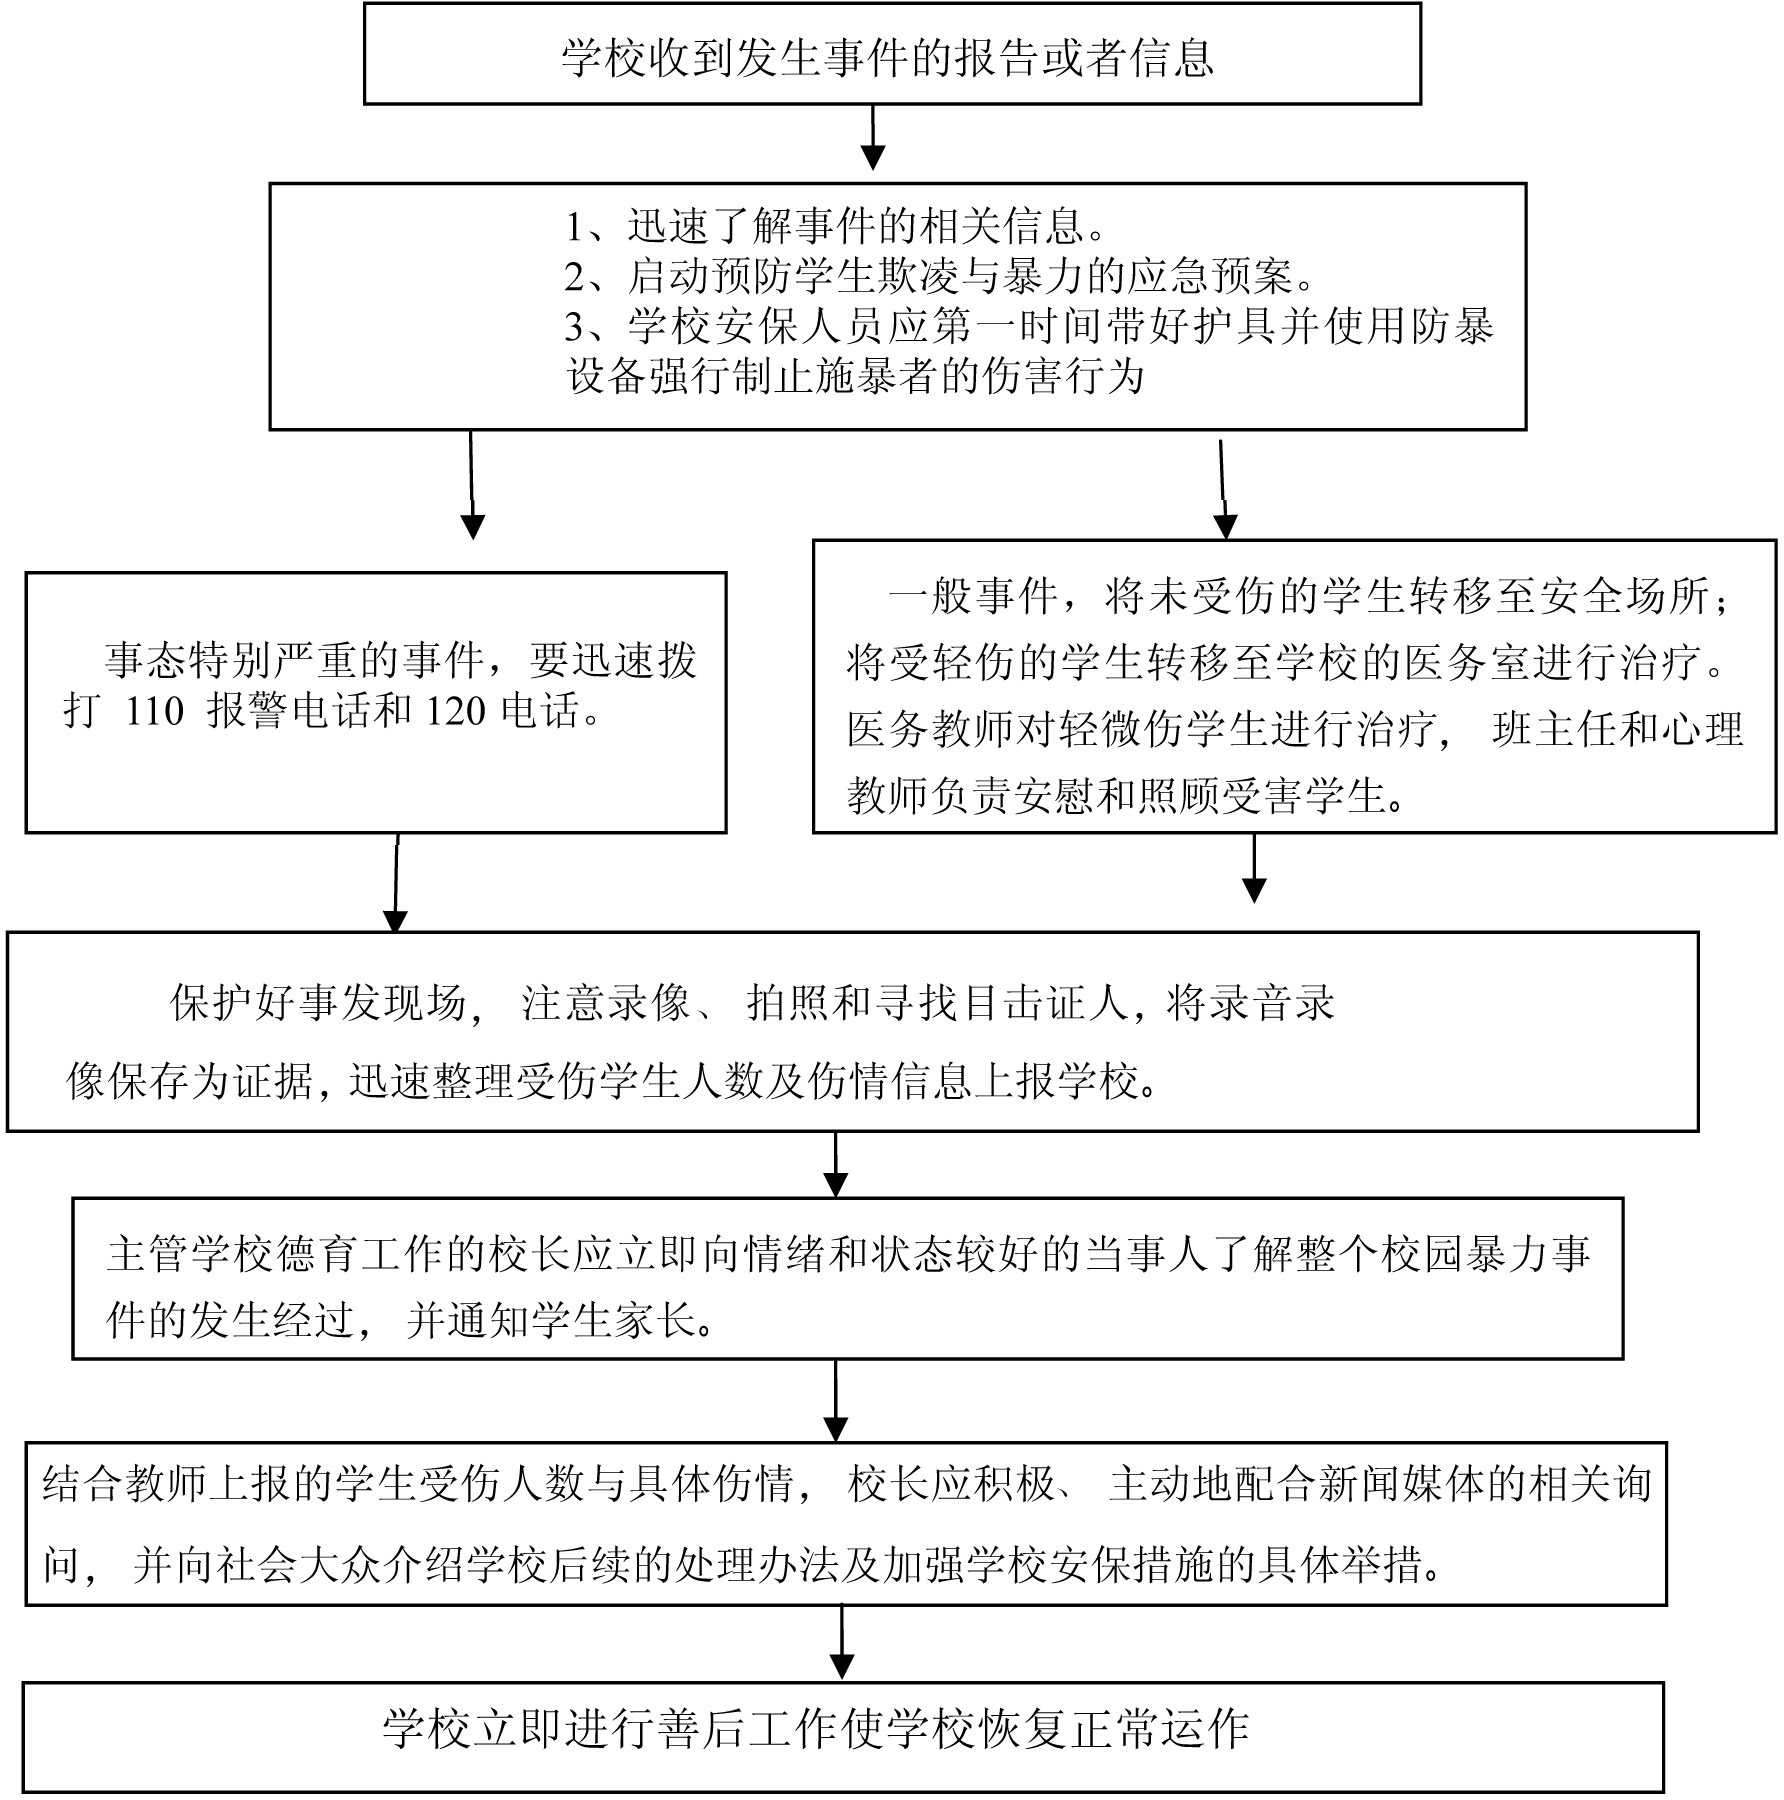 学校收到发生事件的报告或者信息
1、迅速了解事件的相关信息。
2、启动预防学生欺凌与暴力的应急预案。
3、学校安保人员应第一时间带好护具并使用防暴
设备强行制止施暴者的伤害行为
事态特别严重的事件，要迅速拨
打 110 报警电话和 120 电话。
一般事件，将未受伤的学生转移至安全场所；
将受轻伤的学生转移至学校的医务室进行治疗。
医务教师对轻微伤学生进行治疗，班主任和心理
教师负责安慰和照顾受害学生。
保护好事发现场，注意录像、拍照和寻找目击证人，将录音录
像保存为证据，迅速整理受伤学生人数及伤情信息上报学校。
主管学校德育工作的校长应立即向情绪和状态较好的当事人了解整个校园暴力事
件的发生经过，并通知学生家长。
结合教师上报的学生受伤人数与具体伤情，校长应积极、主动地配合新闻媒体的相关询
问，并向社会大众介绍学校后续的处理办法及加强学校安保措施的具体举措。
学校立即进行善后工作使学校恢复正常运作